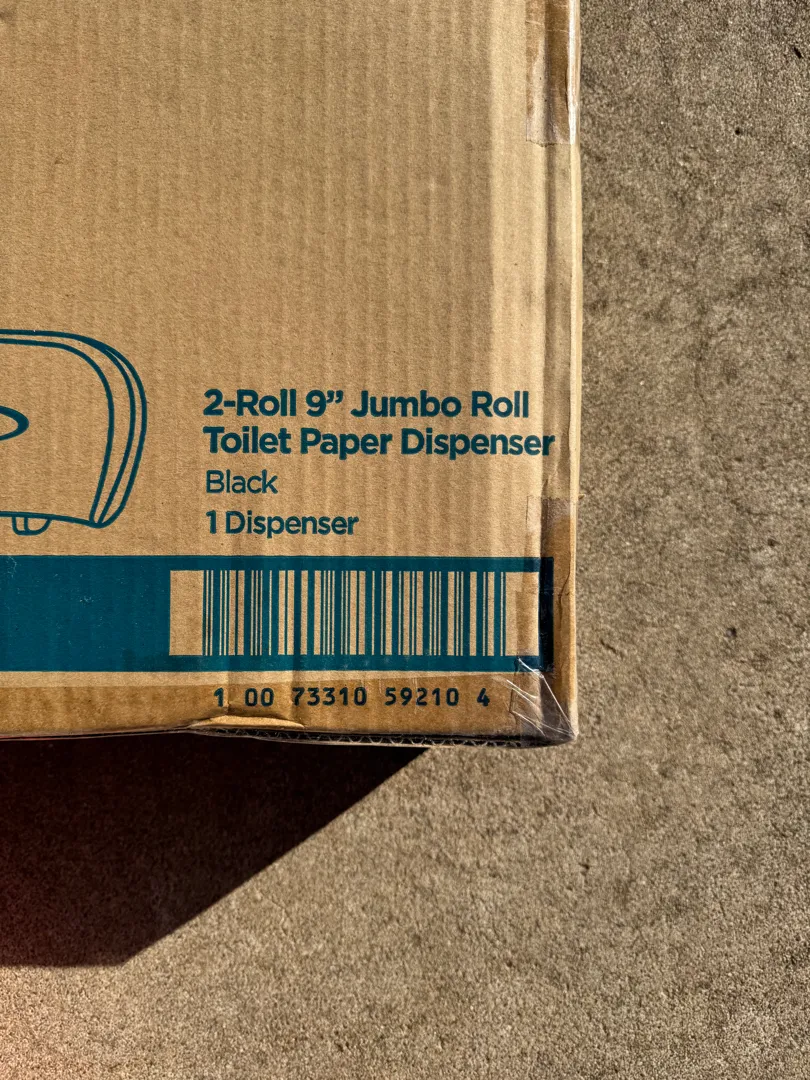 2-Roll 9” Jumbo Roll
Toilet Paper Dispenser
Black
1 Dispenser
1 00 73310 59210 4